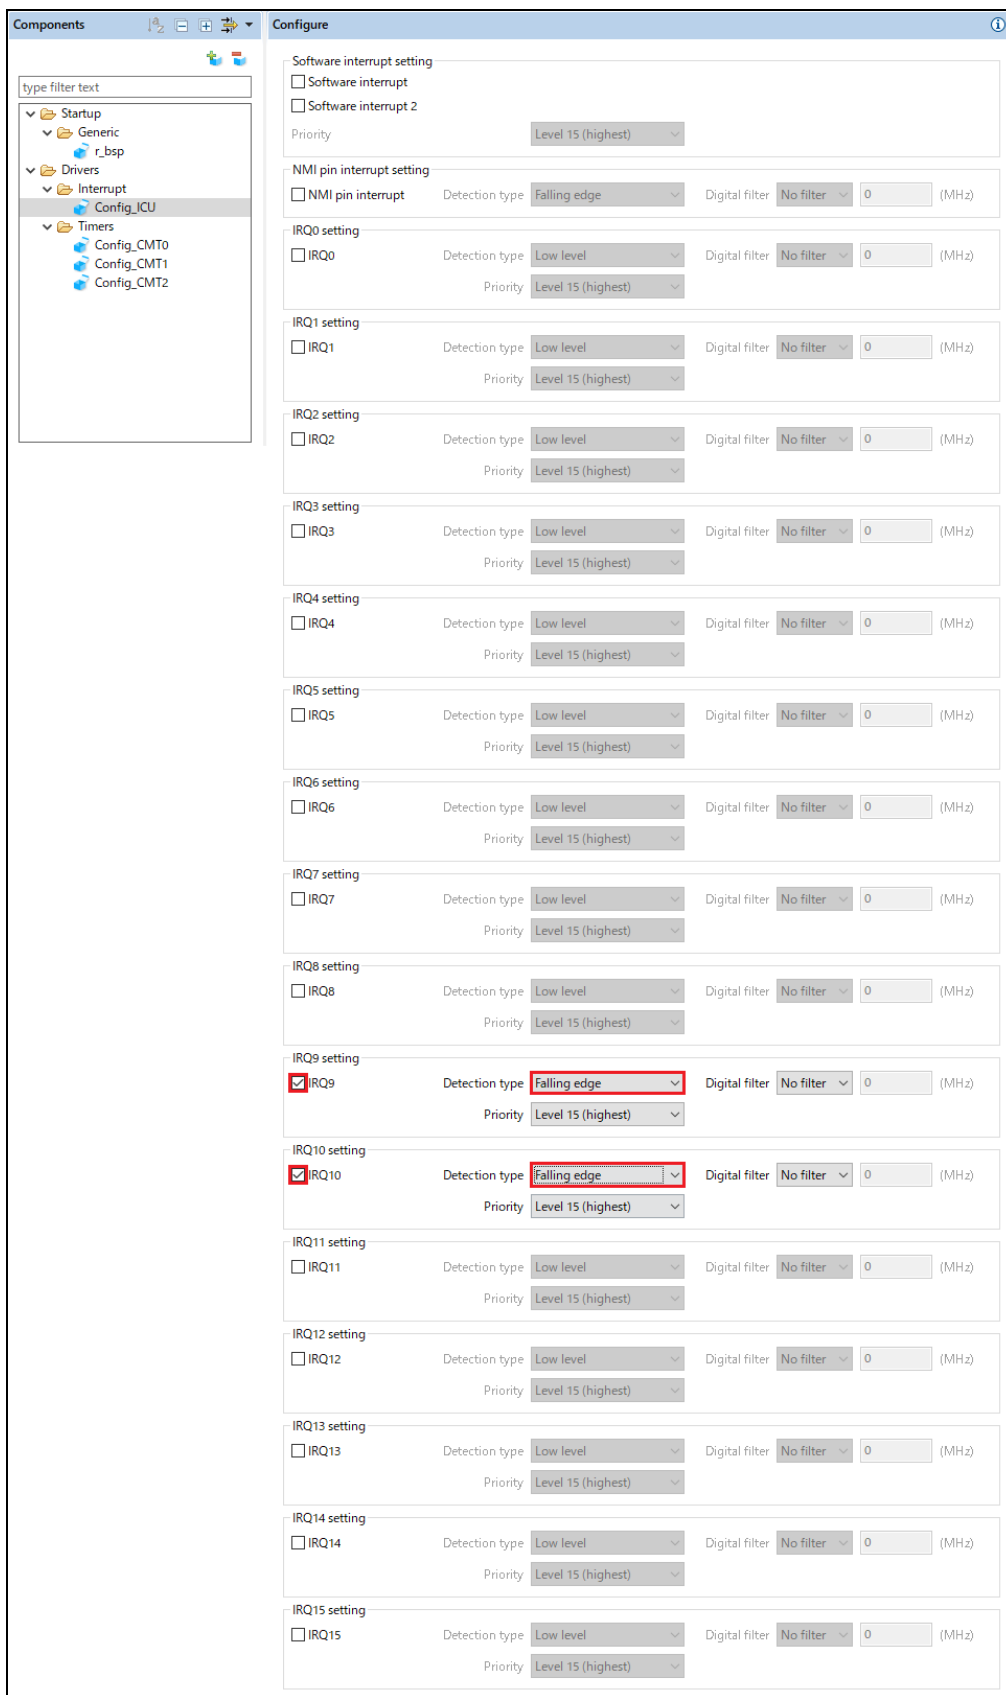 Components
type filter text
Startup
Generic
r_bsp
Drivers
Interrupt
Config_ICU
Timers
Config_CMT0
Config_CMT1
Config_CMT2
Configure
Software interrupt setting
Software interrupt
Software interrupt 2
Priority Level 15 (highest)
NMI pin interrupt setting
NMI pin interrupt Detection type Falling edge Digital filter No filter 0 (MHz)
IRQ0 setting
IRQ0 Detection type Low level Digital filter No filter 0 (MHz)
Priority Level 15 (highest)
IRQ1 setting
IRQ1 Detection type Low level Digital filter No filter 0 (MHz)
Priority Level 15 (highest)
IRQ2 setting
IRQ2 Detection type Low level Digital filter No filter 0 (MHz)
Priority Level 15 (highest)
IRQ3 setting
IRQ3 Detection type Low level Digital filter No filter 0 (MHz)
Priority Level 15 (highest)
IRQ4 setting
IRQ4 Detection type Low level Digital filter No filter 0 (MHz)
Priority Level 15 (highest)
IRQ5 setting
IRQ5 Detection type Low level Digital filter No filter 0 (MHz)
Priority Level 15 (highest)
IRQ6 setting
IRQ6 Detection type Low level Digital filter No filter 0 (MHz)
Priority Level 15 (highest)
IRQ7 setting
IRQ7 Detection type Low level Digital filter No filter 0 (MHz)
Priority Level 15 (highest)
IRQ8 setting
IRQ8 Detection type Low level Digital filter No filter 0 (MHz)
Priority Level 15 (highest)
IRQ9 setting
IRQ9 Detection type Falling edge Digital filter No filter 0 (MHz)
Priority Level 15 (highest)
IRQ10 setting
IRQ10 Detection type Falling edge Digital filter No filter 0 (MHz)
Priority Level 15 (highest)
IRQ11 setting
IRQ11 Detection type Low level Digital filter No filter 0 (MHz)
Priority Level 15 (highest)
IRQ12 setting
IRQ12 Detection type Low level Digital filter No filter 0 (MHz)
Priority Level 15 (highest)
IRQ13 setting
IRQ13 Detection type Low level Digital filter No filter 0 (MHz)
Priority Level 15 (highest)
IRQ14 setting
IRQ14 Detection type Low level Digital filter No filter 0 (MHz)
Priority Level 15 (highest)
IRQ15 setting
IRQ15 Detection type Low level Digital filter No filter 0 (MHz)
Priority Level 15 (highest)